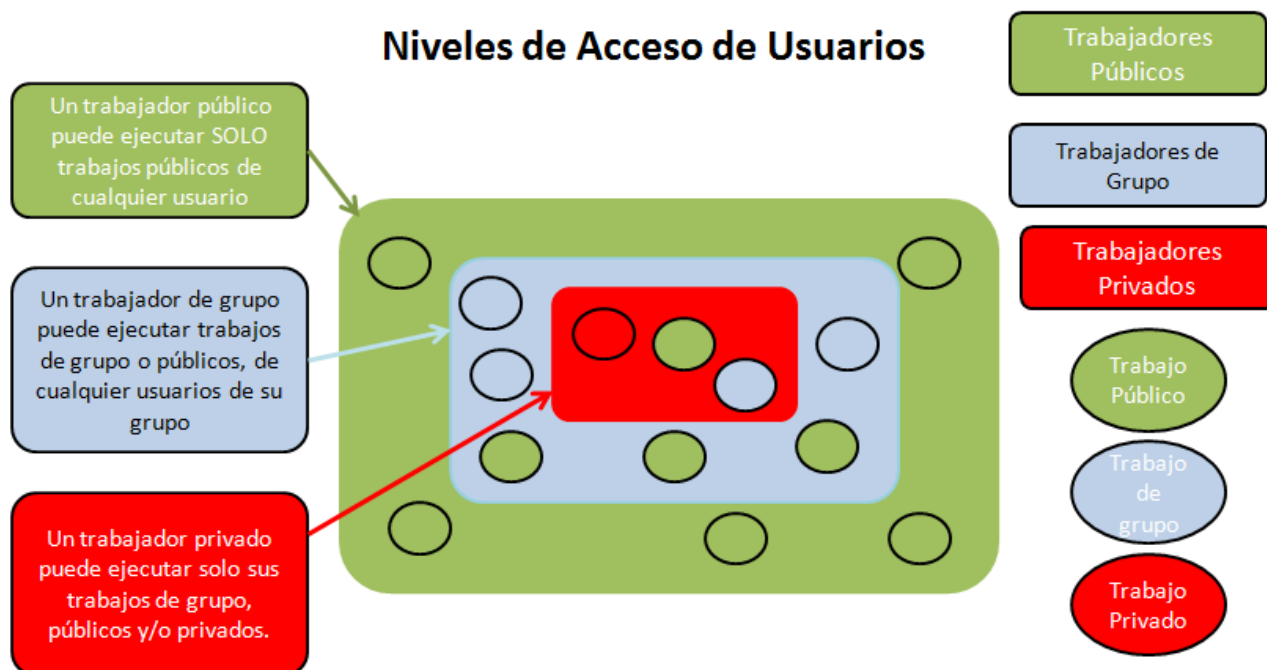 Niveles de Acceso de Usuarios
Un trabajador público
puede ejecutar SOLO
trabajos públicos de
cualquier usuario
Un trabajador de grupo
puede ejecutar trabajos
de grupo o públicos, de
cualquier usuarios de su
grupo
Un trabajador privado
puede ejecutar solo sus
trabajos de grupo,
públicos y/o privados.
Trabajadores
Públicos
Trabajadores de
Grupo
Trabajadores
Privados
Trabajo
Público
Trabajo
de
grupo
Trabajo
Privado